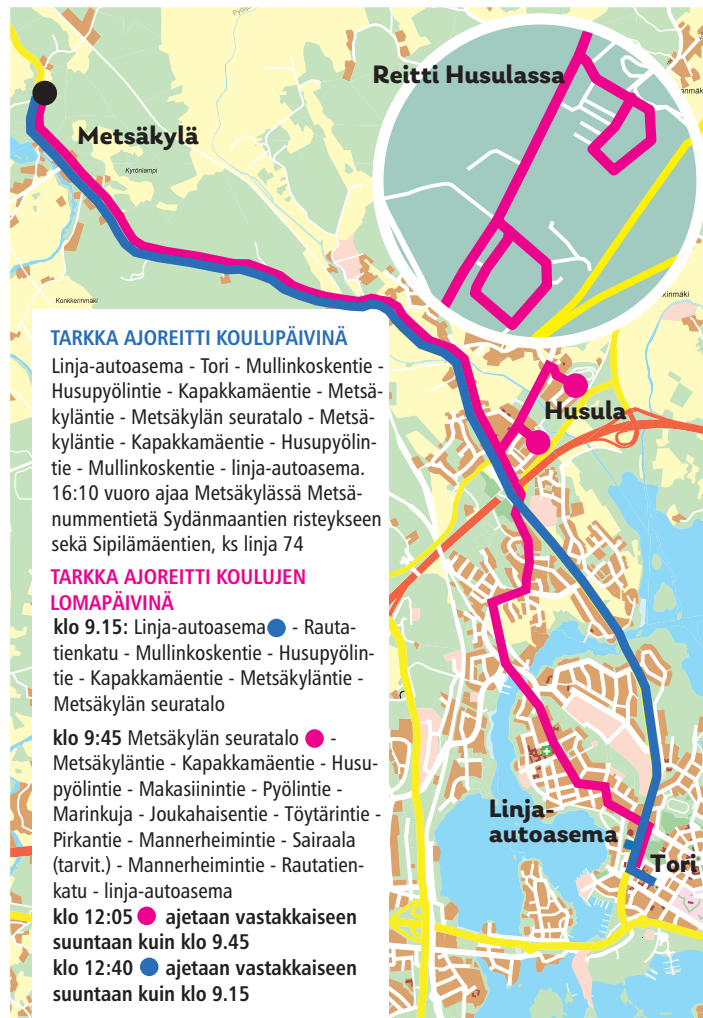 Reitti Husulassa
Metsäkylä
Kyrönlampi
Konkkerinmäki
Husula
TARKKA AJOREITTI KOULUPÄIVINÄ
Linja-autoasema - Tori - Mullinkoskentie -
Husupyölintie - Kapakkamäentie - Metsä-
kyläntie - Metsäkylän seuratalo - Metsä-
kyläntie - Kapakkamäentie - Husupyölin-
tie - Mullinkoskentie - linja-autoasema.
16:10 vuoro ajaa Metsäkylässä Metsä-
nummentietä Sydänmaantien risteykseen
sekä Sipilämäentien, ks linja 74
TARKKA AJOREITTI KOULUJEN
LOMAPÄIVINÄ
klo 9.15: Linja-autoasema - Rauta-
tienkatu - Mullinkoskentie - Husupyölin-
tie - Kapakkamäentie - Metsäkyläntie -
Metsäkylän seuratalo
klo 9:45 Metsäkylän seuratalo -
Metsäkyläntie - Kapakkamäentie - Husu-
pyölintie - Makasiinintie - Pyölintie -
Marinkuja - Joukahaisentie - Töytärintie -
Pirkantie - Mannerheimintie - Sairaala
(tarvit.) - Mannerheimintie - Rautatien-
katu - linja-autoasema
klo 12:05 ajetaan vastakkaiseen
suuntaan kuin klo 9.45
klo 12:40 ajetaan vastakkaiseen
suuntaan kuin klo 9.15
Linja-
autoasema
Tori